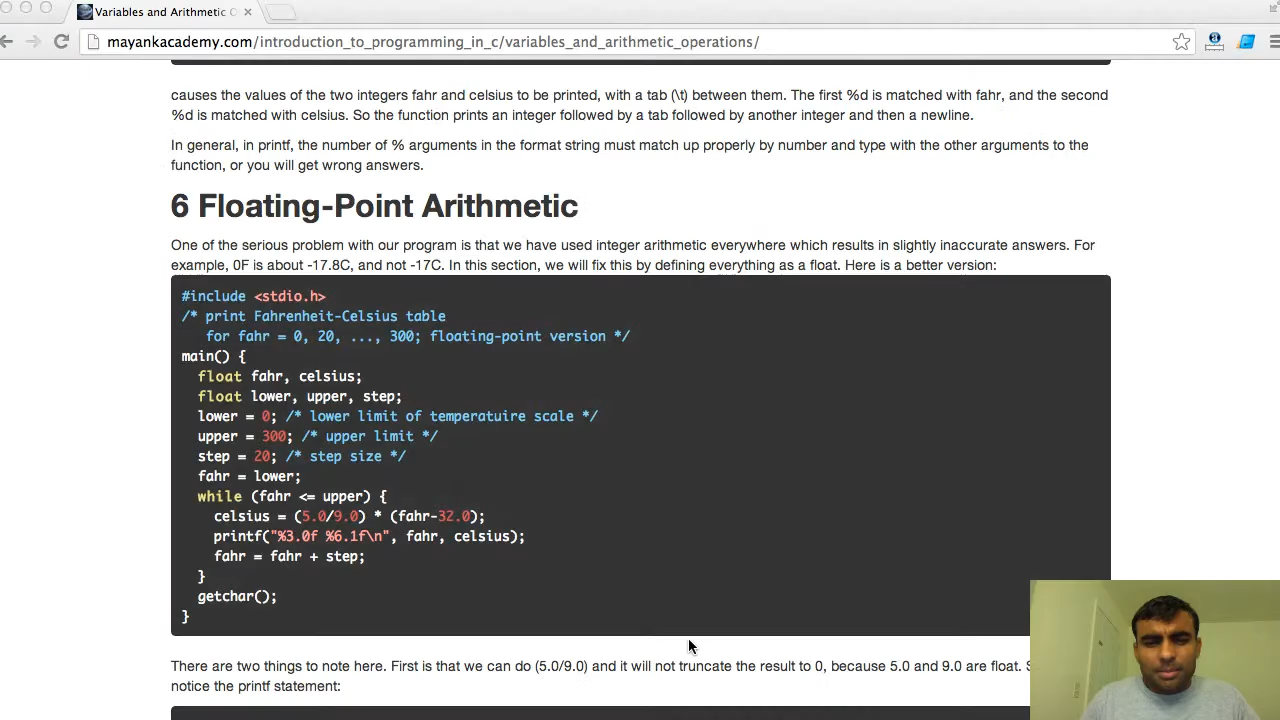 Variables and Arithmetic O
mayankacademy.com/introduction_to_programming_in_c/variables_and_arithmetic_operations/
causes the values of the two integers fahr and celsius to be printed, with a tab (\t) between them. The first %d is matched with fahr, and the second
%d is matched with celsius. So the function prints an integer followed by a tab followed by another integer and then a newline.
In general, in printf, the number of % arguments in the format string must match up properly by number and type with the other arguments to the
function, or you will get wrong answers.
6 Floating-Point Arithmetic
One of the serious problem with our program is that we have used integer arithmetic everywhere which results in slightly inaccurate answers. For
example, 0F is about -17.8C, and not -17C. In this section, we will fix this by defining everything as a float. Here is a better version:
#include <stdio.h>
/* print Fahrenheit-Celsius table
for fahr = 0, 20, ..., 300; floating-point version */
main() {
float fahr, celsius;
float lower, upper, step;
lower = 0; /* lower limit of temperatuire scale */
upper = 300; /* upper limit */
step = 20; /* step size */
fahr = lower;
while (fahr <= upper) {
celsius = (5.0/9.0) * (fahr-32.0);
printf("%3.0f %6.1f\n", fahr, celsius);
fahr = fahr + step;
}
getchar();
}
There are two things to note here. First is that we can do (5.0/9.0) and it will not truncate the result to 0, because 5.0 and 9.0 are float.
notice the printf statement: